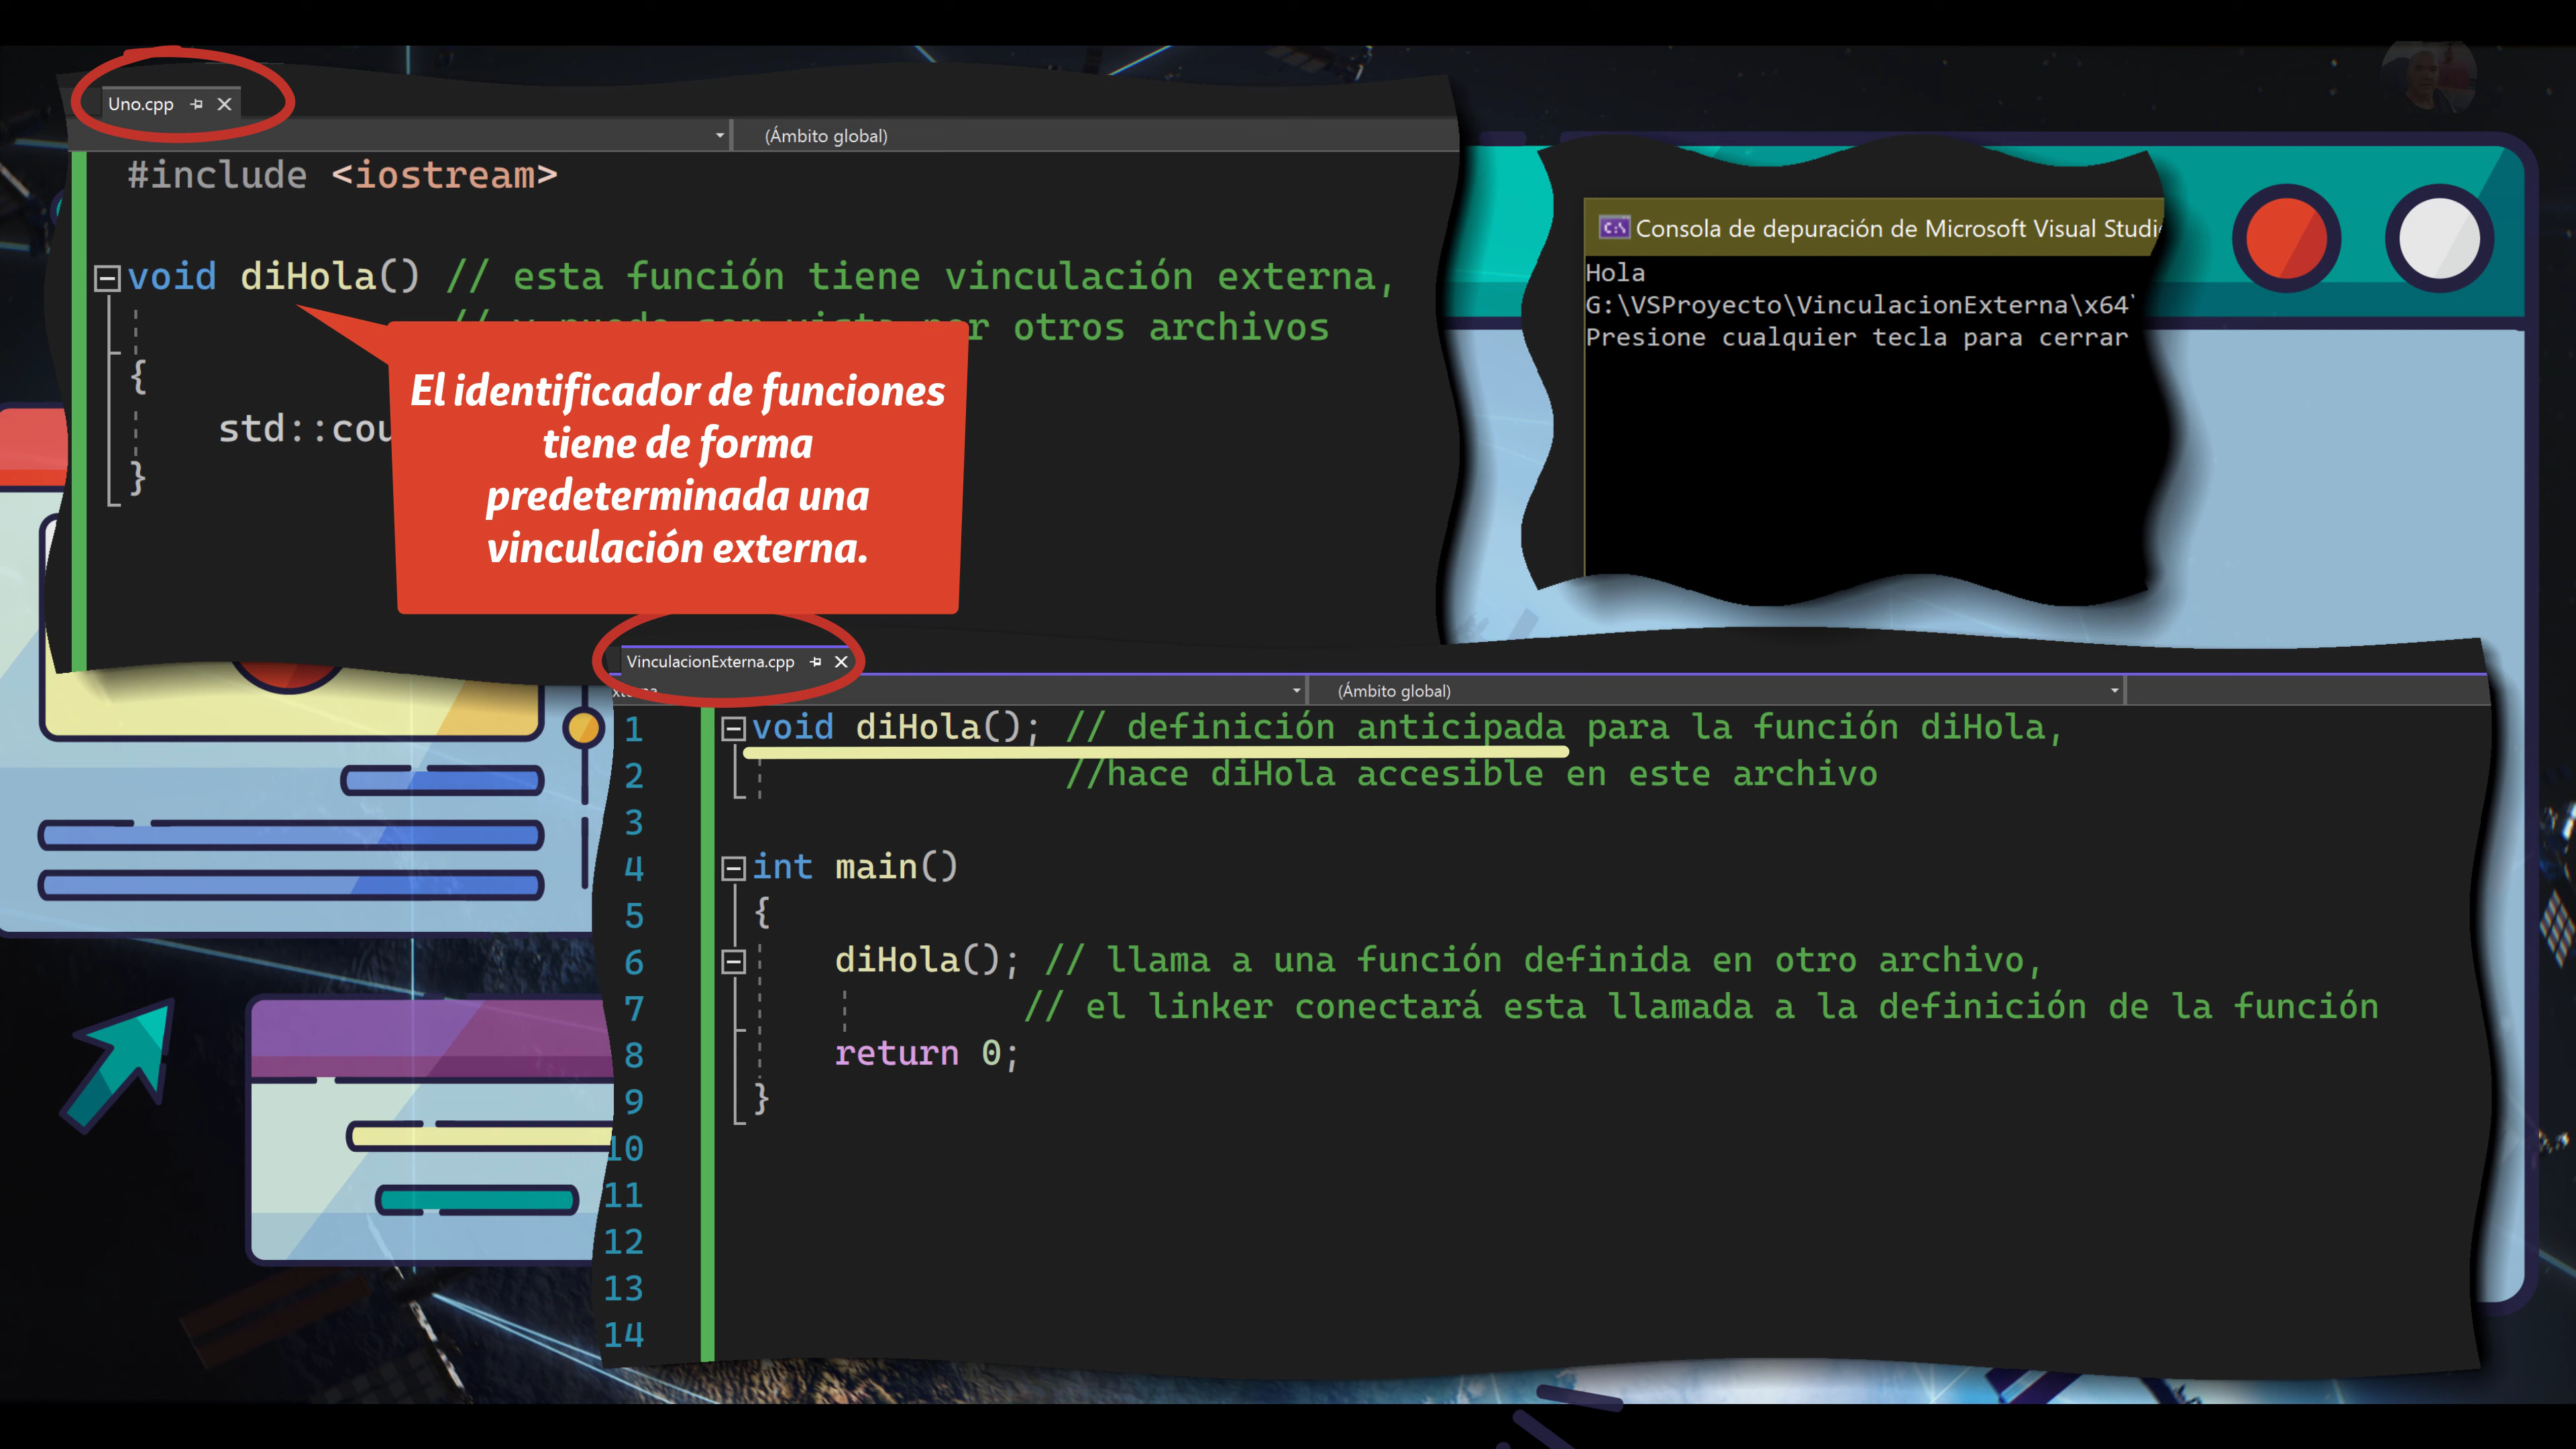 Uno.cpp
(Ámbito global)
#include <iostream>
void diHola() // esta función tiene vinculación externa,
otros archivos
{
std::cou
}
El identificador de funciones
tiene de forma
predeterminada una
vinculación externa.
Consola de depuración de Microsoft Visual Studi
Hola
G:\VSProyecto\VinculacionExterna\x64
Presione cualquier tecla para cerrar
VinculacionExterna.cpp
(Ámbito global)
1 void diHola(); // definición anticipada para la función diHola,
2 //hace diHola accesible en este archivo
3
4 int main()
5 {
6 diHola(); // llama a una función definida en otro archivo,
7 // el linker conectará esta llamada a la definición de la función
8 return 0;
9 }
10
11
12
13
14